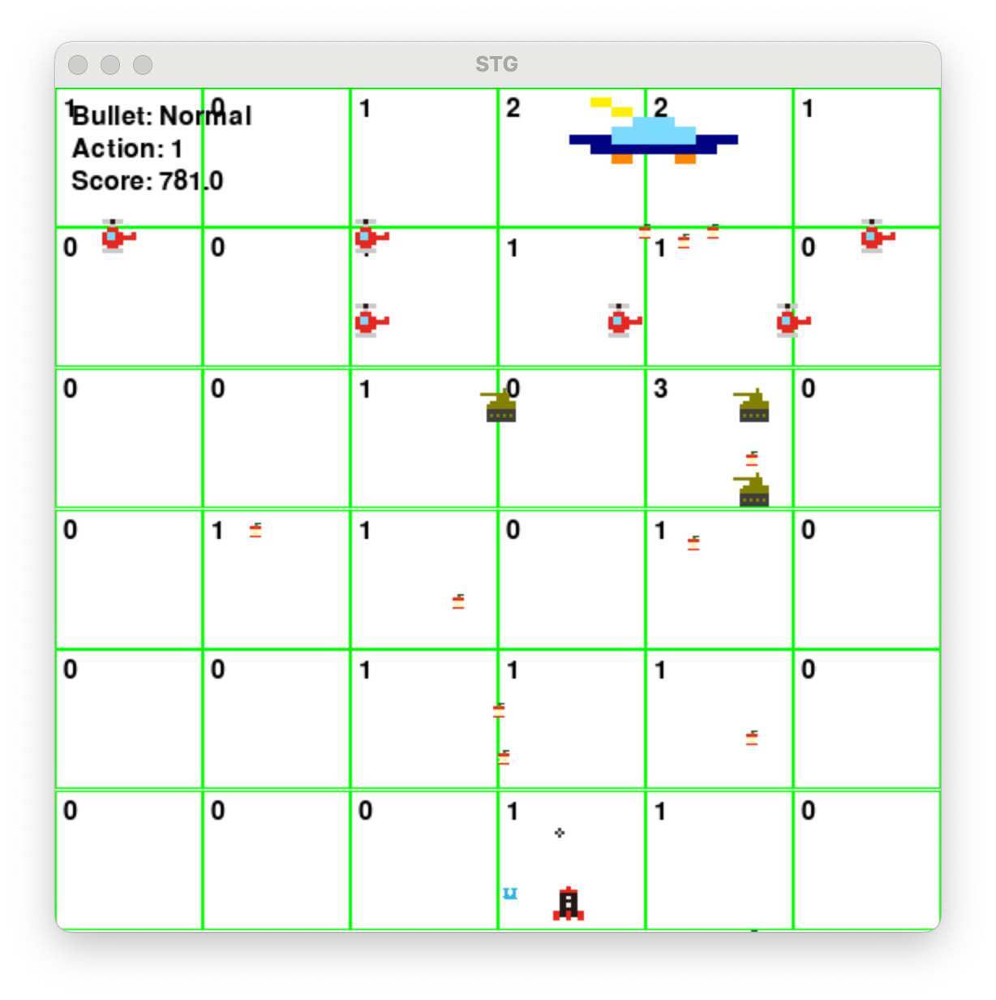 STG
1 0 1 2 2 1
Bullet: Normal
Action: 1
Score: 781.0
0 0 1 1 0
0 0 1 0 3 0
0 1 1 0 1 0
0 0 1 1 1 0
0 0 0 1 1 0